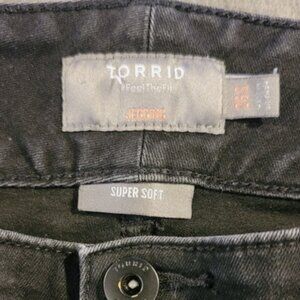 TORRID
#FeelTheFit
JEGGING
SUPER SOFT
TORRID